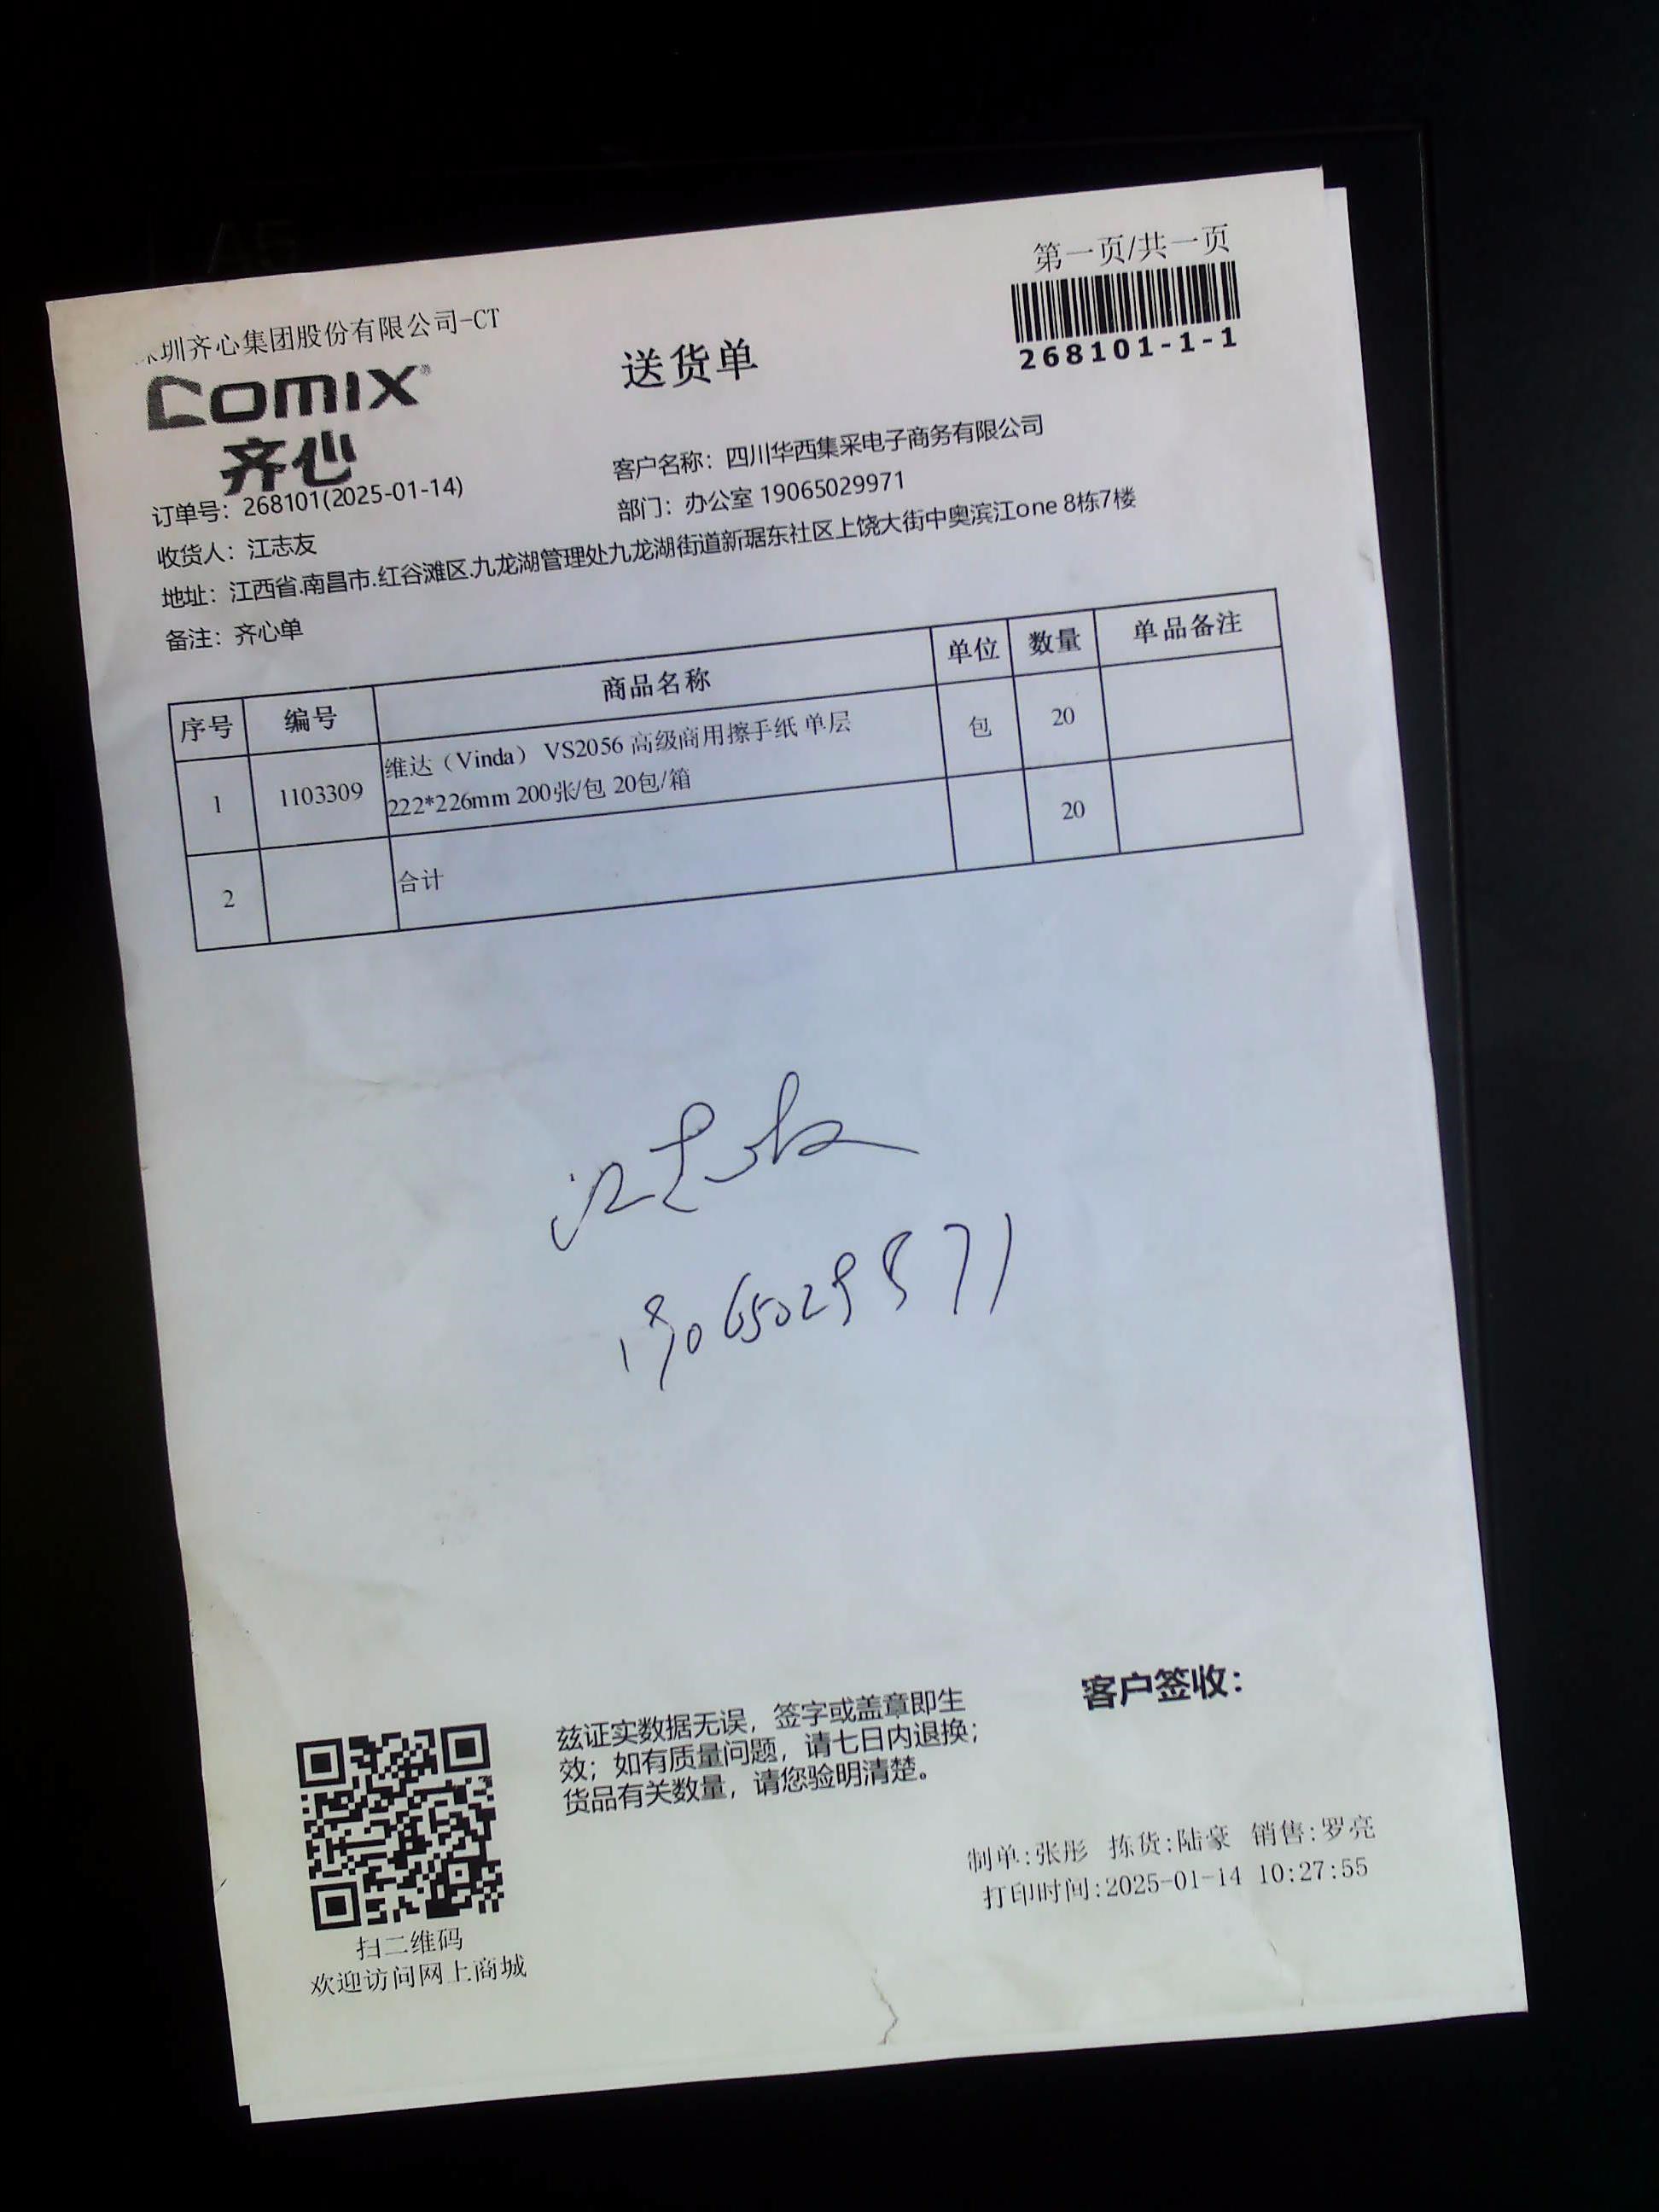 第一页/共一页
268101-1-1
圳齐心集团股份有限公司-CT
COMIX
齐心
送货单
订单号：268101(2025-01-14)
客户名称：四川华西集采电子商务有限公司
收货人：江志友
部门：办公室 19065029971
地址：江西省.南昌市.红谷滩区.九龙湖管理处九龙湖街道新琚东社区上饶大街中奥滨江one 8栋7楼
备注：齐心单
序号 编号 商品名称 单位 数量 单品备注
1 1103309 维达（Vinda） VS2056 高级商用擦手纸 单层 包 20
222*226mm 200张/包 20包/箱
2 合计 20
江志友
19065029971
兹证实数据无误，签字或盖章即生
效；如有质量问题，请七日内退换；
货品有关数量，请您验明清楚。
客户签收：
制单:张彤 拣货:陆豪 销售:罗亮
打印时间:2025-01-14 10:27:55
扫二维码
欢迎访问网上商城